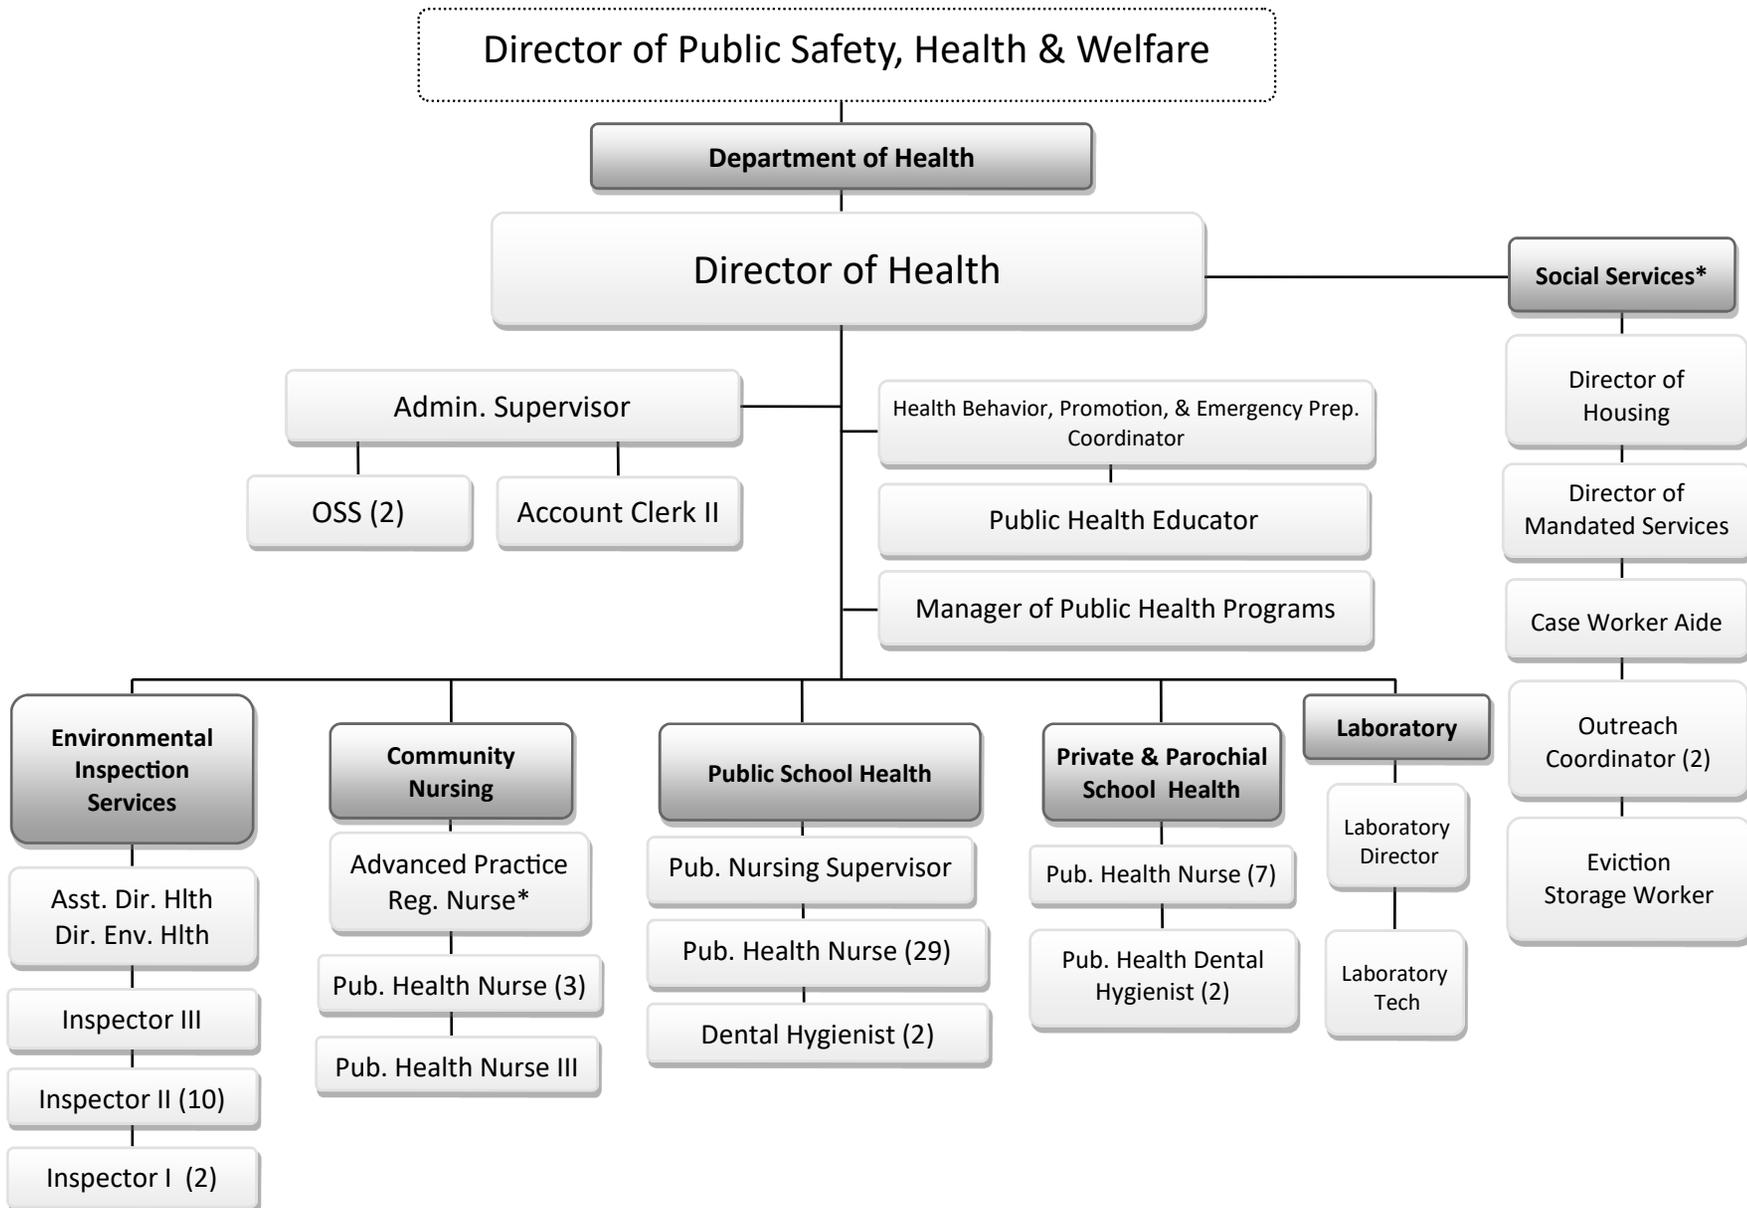 Director of Public Safety, Health & Welfare
Department of Health
Director of Health
Social Services*
Director of
Housing
Director of
Mandated Services
Case Worker Aide
Outreach
Coordinator (2)
Eviction
Storage Worker
Admin. Supervisor
OSS (2)
Account Clerk II
Health Behavior, Promotion, & Emergency Prep.
Coordinator
Public Health Educator
Manager of Public Health Programs
Environmental
Inspection
Services
Asst. Dir. Hlth
Dir. Env. Hlth
Inspector III
Inspector II (10)
Inspector I (2)
Community
Nursing
Advanced Practice
Reg. Nurse*
Pub. Health Nurse (3)
Pub. Health Nurse III
Public School Health
Pub. Nursing Supervisor
Pub. Health Nurse (29)
Dental Hygienist (2)
Private & Parochial
School Health
Pub. Health Nurse (7)
Pub. Health Dental
Hygienist (2)
Laboratory
Laboratory
Director
Laboratory
Tech